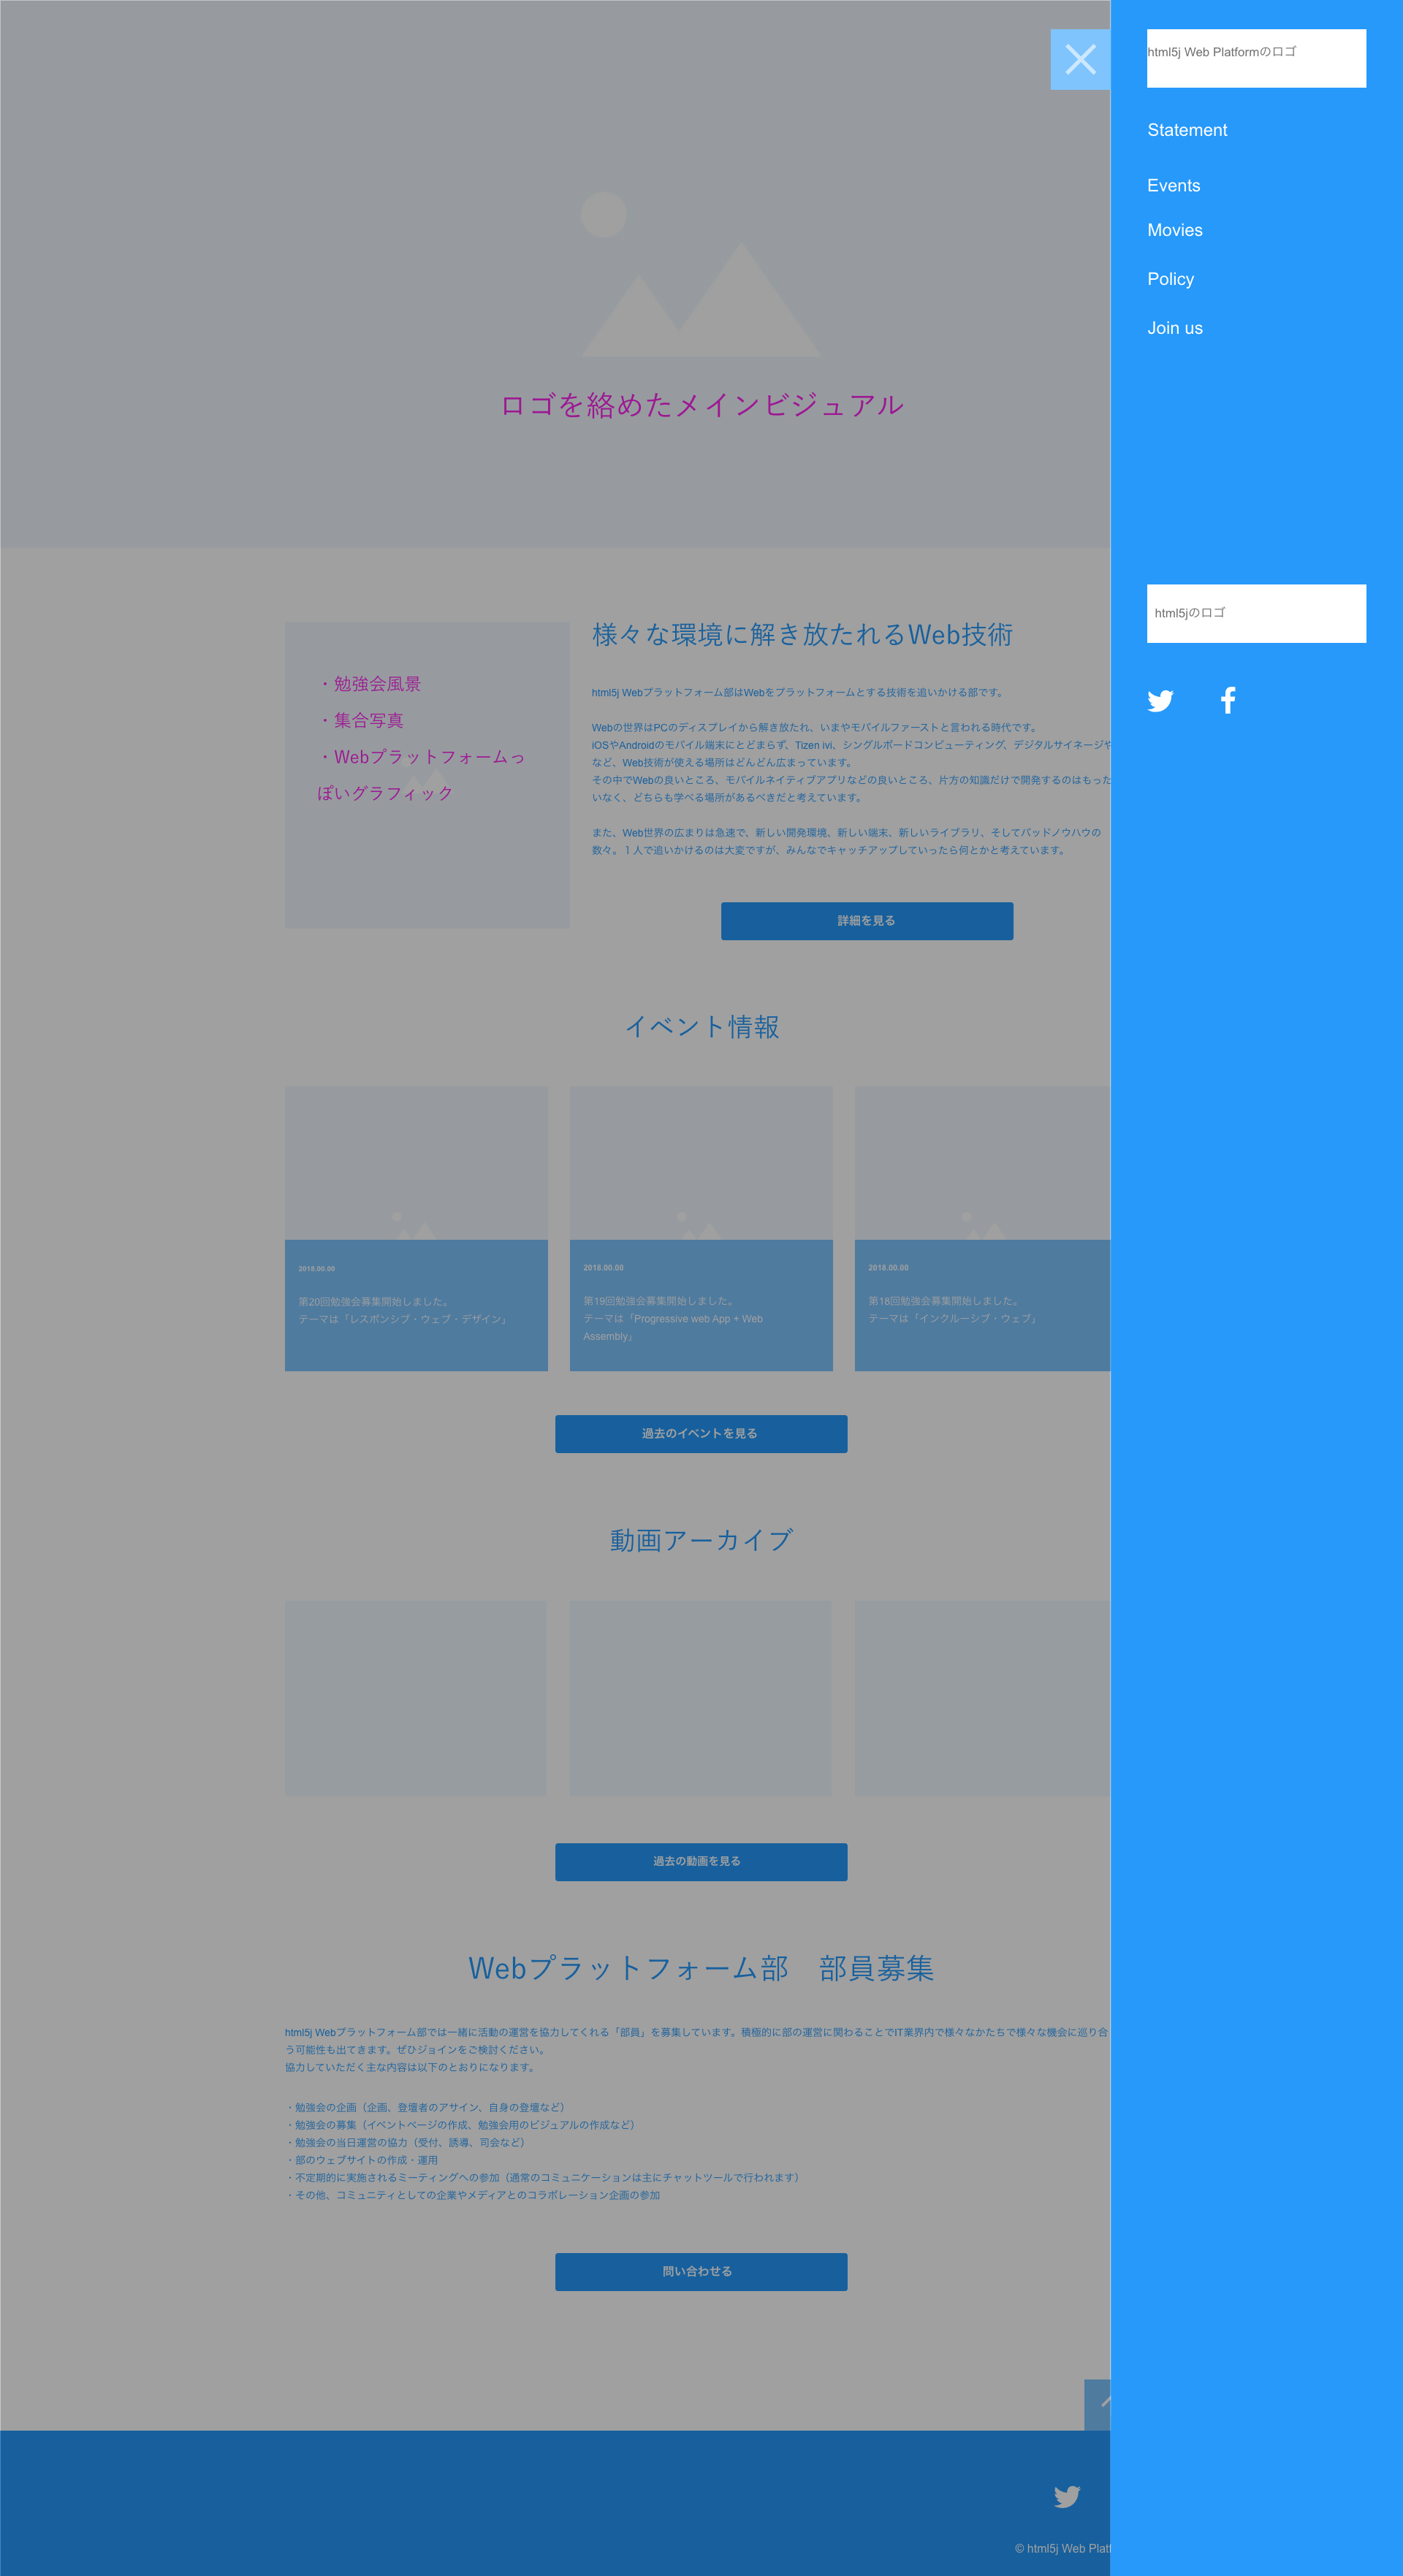 html5j Web Platformのロゴ
Statement
Events
Movies
Policy
Join us
html5jのロゴ
ロゴを絡めたメインビジュアル
・勉強会風景
・集合写真
・Webプラットフォームっ
ぽいグラフィック
様々な環境に解き放たれるWeb技術
html5j Webプラットフォーム部はWebをプラットフォームとする技術を追いかける部です。
Webの世界はPCのディスプレイから解き放たれ、いまやモバイルファーストと言われる時代です。
iOSやAndroidのモバイル端末にとどまらず、Tizen ivi、シングルボードコンピューティング、デジタルサイネージや
など、Web技術が使える場所はどんどん広まっています。
その中でWebの良いところ、モバイルネイティブアプリなどの良いところ、片方の知識だけで開発するのはもった
いなく、どちらも学べる場所があるべきだと考えています。
また、Web世界の広まりは急速で、新しい開発環境、新しい端末、新しいライブラリ、そしてバッドノウハウの
数々。１人で追いかけるのは大変ですが、みんなでキャッチアップしていったら何とかと考えています。
詳細を見る
イベント情報
2018.00.00
第20回勉強会募集開始しました。
テーマは「レスポンシブ・ウェブ・デザイン」
2018.00.00
第19回勉強会募集開始しました。
テーマは「Progressive web App + Web
Assembly」
2018.00.00
第18回勉強会募集開始しました。
テーマは「インクルーシブ・ウェブ」
過去のイベントを見る
動画アーカイブ
過去の動画を見る
Webプラットフォーム部　部員募集
html5j Webプラットフォーム部では一緒に活動の運営を協力してくれる「部員」を募集しています。積極的に部の運営に関わることでIT業界内で様々なかたちで様々な機会に巡り合
う可能性も出てきます。ぜひジョインをご検討ください。
協力していただく主な内容は以下のとおりになります。
・勉強会の企画（企画、登壇者のアサイン、自身の登壇など）
・勉強会の募集（イベントページの作成、勉強会用のビジュアルの作成など）
・勉強会の当日運営の協力（受付、誘導、司会など）
・部のウェブサイトの作成・運用
・不定期的に実施されるミーティングへの参加（通常のコミュニケーションは主にチャットツールで行われます）
・その他、コミュニティとしての企業やメディアとのコラボレーション企画の参加
問い合わせる
© html5j Web Platf